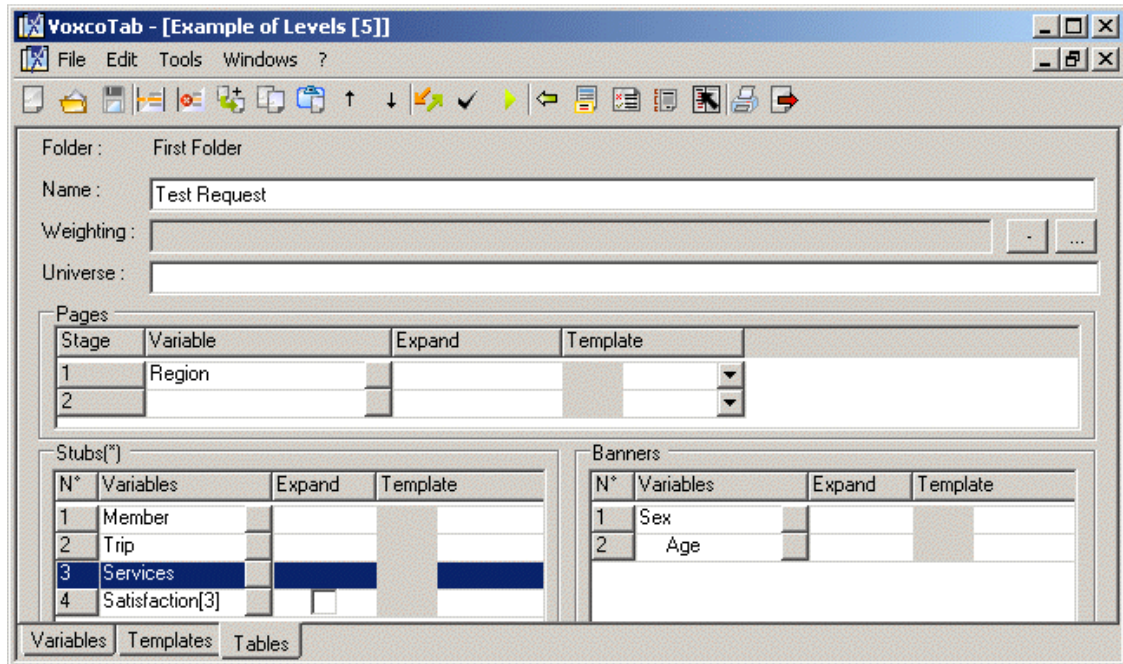 VoxcoTab - [Example of Levels [5]]
File Edit Tools Windows ?
Folder : First Folder
Name : Test Request
Weighting : - ...
Universe :
Pages
Stage Variable Expand Template
1 Region
2
Stubs(*) Banners
N° Variables Expand Template N° Variables Expand Template
1 Member 1 Sex
2 Trip 2 Age
3 Services
4 Satisfaction[3]
Variables Templates Tables